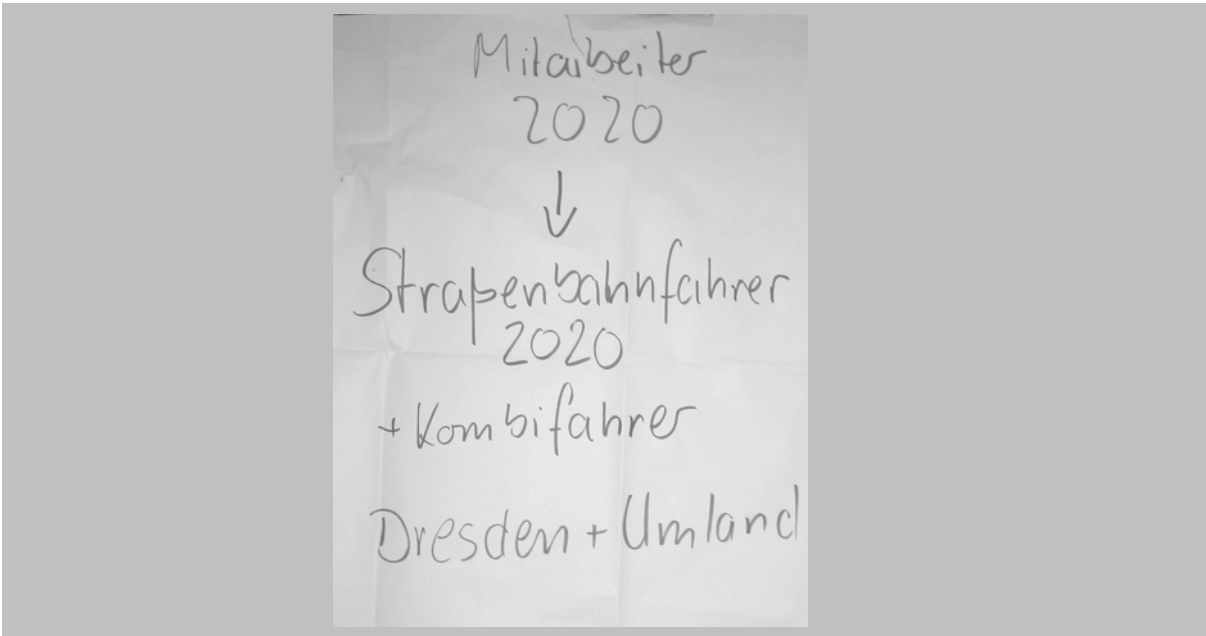 Mitarbeiter
2020
↓
Straßenbahnfahrer
2020
+ Kombifahrer
Dresden + Umland